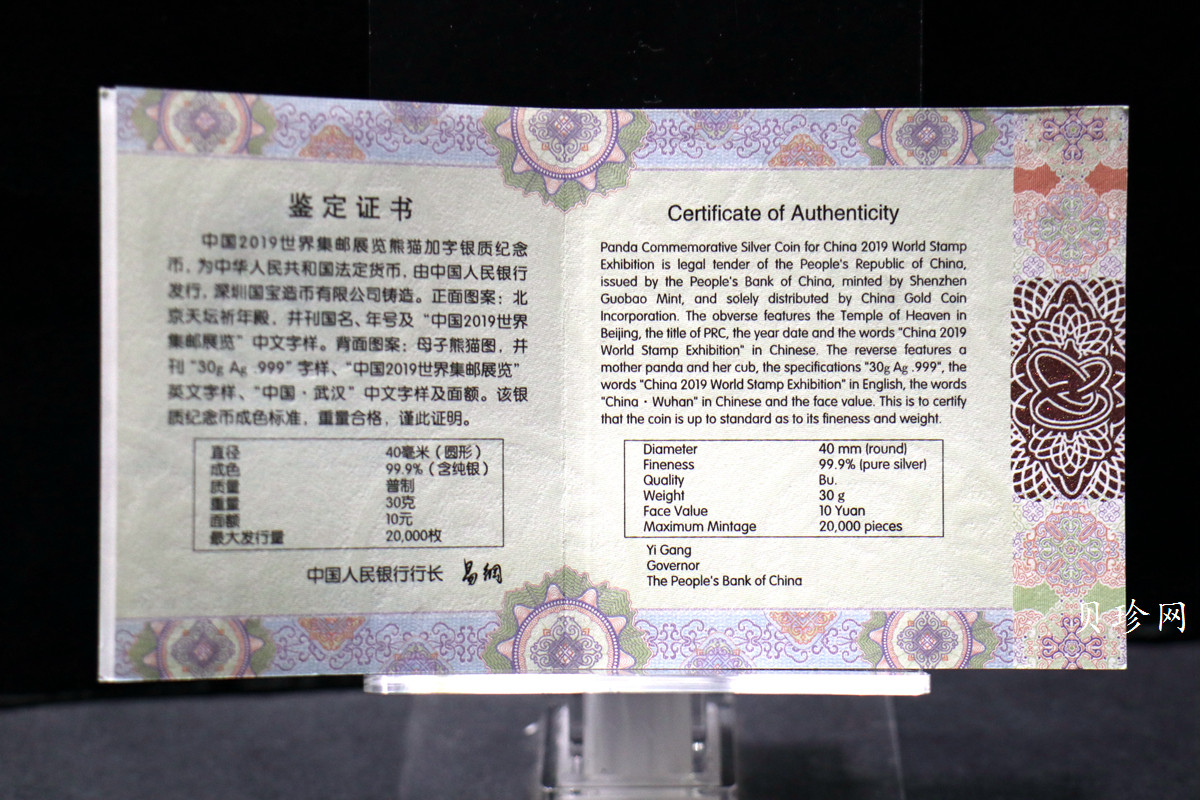 鉴定证书
中国2019世界集邮展览熊猫加字银质纪念
币，为中华人民共和国法定货币，由中国人民银行
发行，深圳国宝造币有限公司铸造。正面图案：北
京天坛祈年殿，并刊国名、年号及“中国2019世界
集邮展览”中文字样。背面图案：母子熊猫图，并
刊“30g Ag .999”字样、“中国2019世界集邮展览”
英文字样、“中国·武汉”中文字样及面额。该银
质纪念币成色标准，重量合格，谨此证明。
直径 40毫米（圆形）
成色 99.9%（含纯银）
质量 普制
重量 30克
面额 10元
最大发行量 20,000枚
中国人民银行行长 易纲
Certificate of Authenticity
Panda Commemorative Silver Coin for China 2019 World Stamp
Exhibition is legal tender of the People's Republic of China,
issued by the People's Bank of China, minted by Shenzhen
Guobao Mint, and solely distributed by China Gold Coin
Incorporation. The obverse features the Temple of Heaven in
Beijing, the title of PRC, the year date and the words "China 2019
World Stamp Exhibition" in Chinese. The reverse features a
mother panda and her cub, the specifications "30g Ag .999", the
words "China 2019 World Stamp Exhibition" in English, the words
"China · Wuhan" in Chinese and the face value. This is to certify
that the coin is up to standard as to its fineness and weight.
Diameter 40 mm (round)
Fineness 99.9% (pure silver)
Quality Bu.
Weight 30 g
Face Value 10 Yuan
Maximum Mintage 20,000 pieces
Yi Gang
Governor
The People's Bank of China
贝珍网